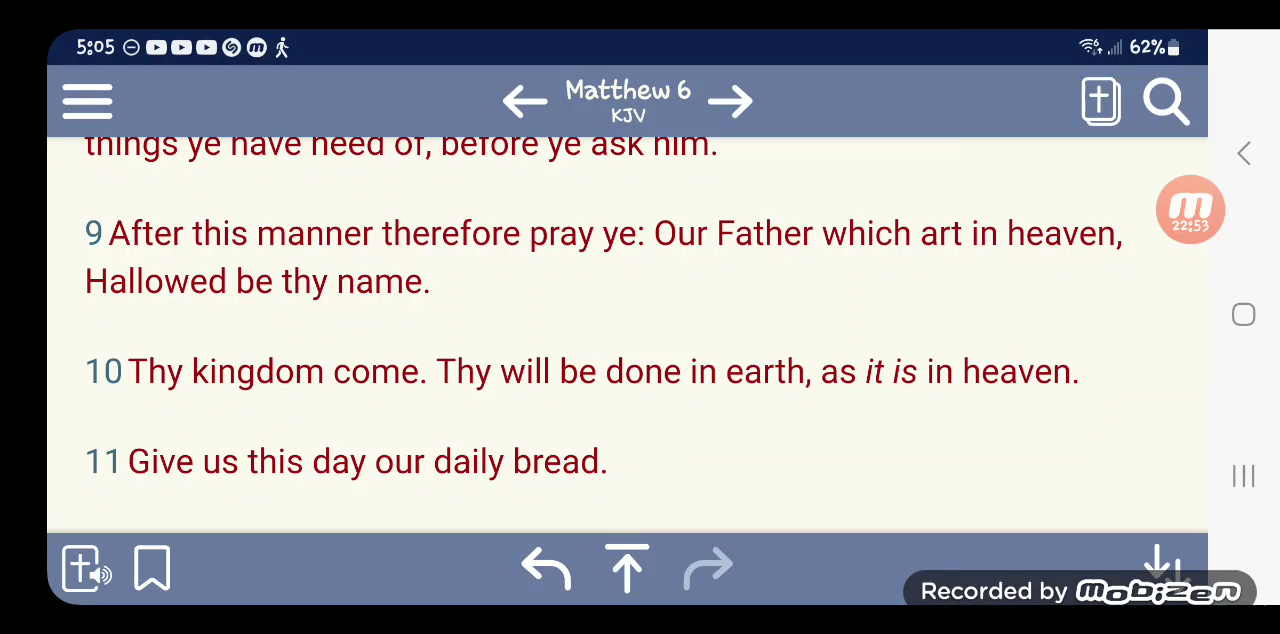 5:05 62%
Matthew 6
KJV
things ye have need of, before ye ask him.
9 After this manner therefore pray ye: Our Father which art in heaven,
Hallowed be thy name.
22:53
10 Thy kingdom come. Thy will be done in earth, as it is in heaven.
11 Give us this day our daily bread.
Recorded by mobizen